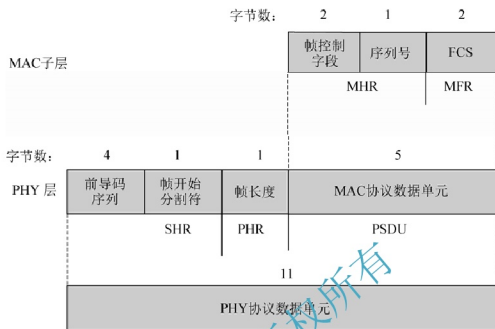 字节数： 2 1 2
MAC子层 帧控制字段 序列号 FCS
MHR MFR
字节数： 4 1 1 5
PHY 层 前导码序列 帧开始分割符 帧长度 MAC协议数据单元
SHR PHR PSDU
11
PHY协议数据单元
权所有